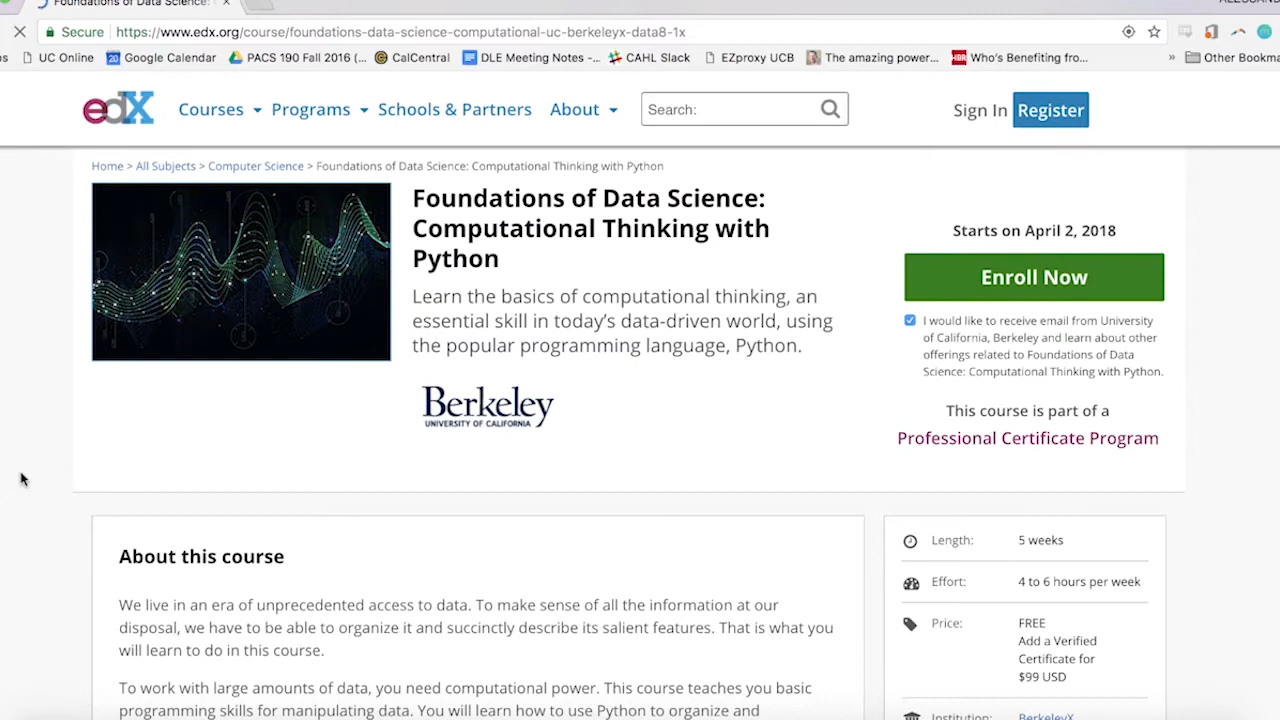 Foundations of Data Science:
Secure https://www.edx.org/course/foundations-data-science-computational-uc-berkeleyx-data8-1x
UC Online 20 Google Calendar PACS 190 Fall 2016 (... CalCentral DLE Meeting Notes -... CAHL Slack EZproxy UCB The amazing power... HBR Who's Benefiting fro... » Other Bookma
edX Courses Programs Schools & Partners About Search: Sign In Register
Home > All Subjects > Computer Science > Foundations of Data Science: Computational Thinking with Python
Foundations of Data Science:
Computational Thinking with
Python
Learn the basics of computational thinking, an
essential skill in today's data-driven world, using
the popular programming language, Python.
Berkeley
UNIVERSITY OF CALIFORNIA
Starts on April 2, 2018
Enroll Now
I would like to receive email from University
of California, Berkeley and learn about other
offerings related to Foundations of Data
Science: Computational Thinking with Python.
This course is part of a
Professional Certificate Program
About this course
We live in an era of unprecedented access to data. To make sense of all the information at our
disposal, we have to be able to organize it and succinctly describe its salient features. That is what you
will learn to do in this course.
To work with large amounts of data, you need computational power. This course teaches you basic
programming skills for manipulating data. You will learn how to use Python to organize and
Length: 5 weeks
Effort: 4 to 6 hours per week
Price: FREE
Add a Verified
Certificate for
$99 USD
Institution: BerkeleyX